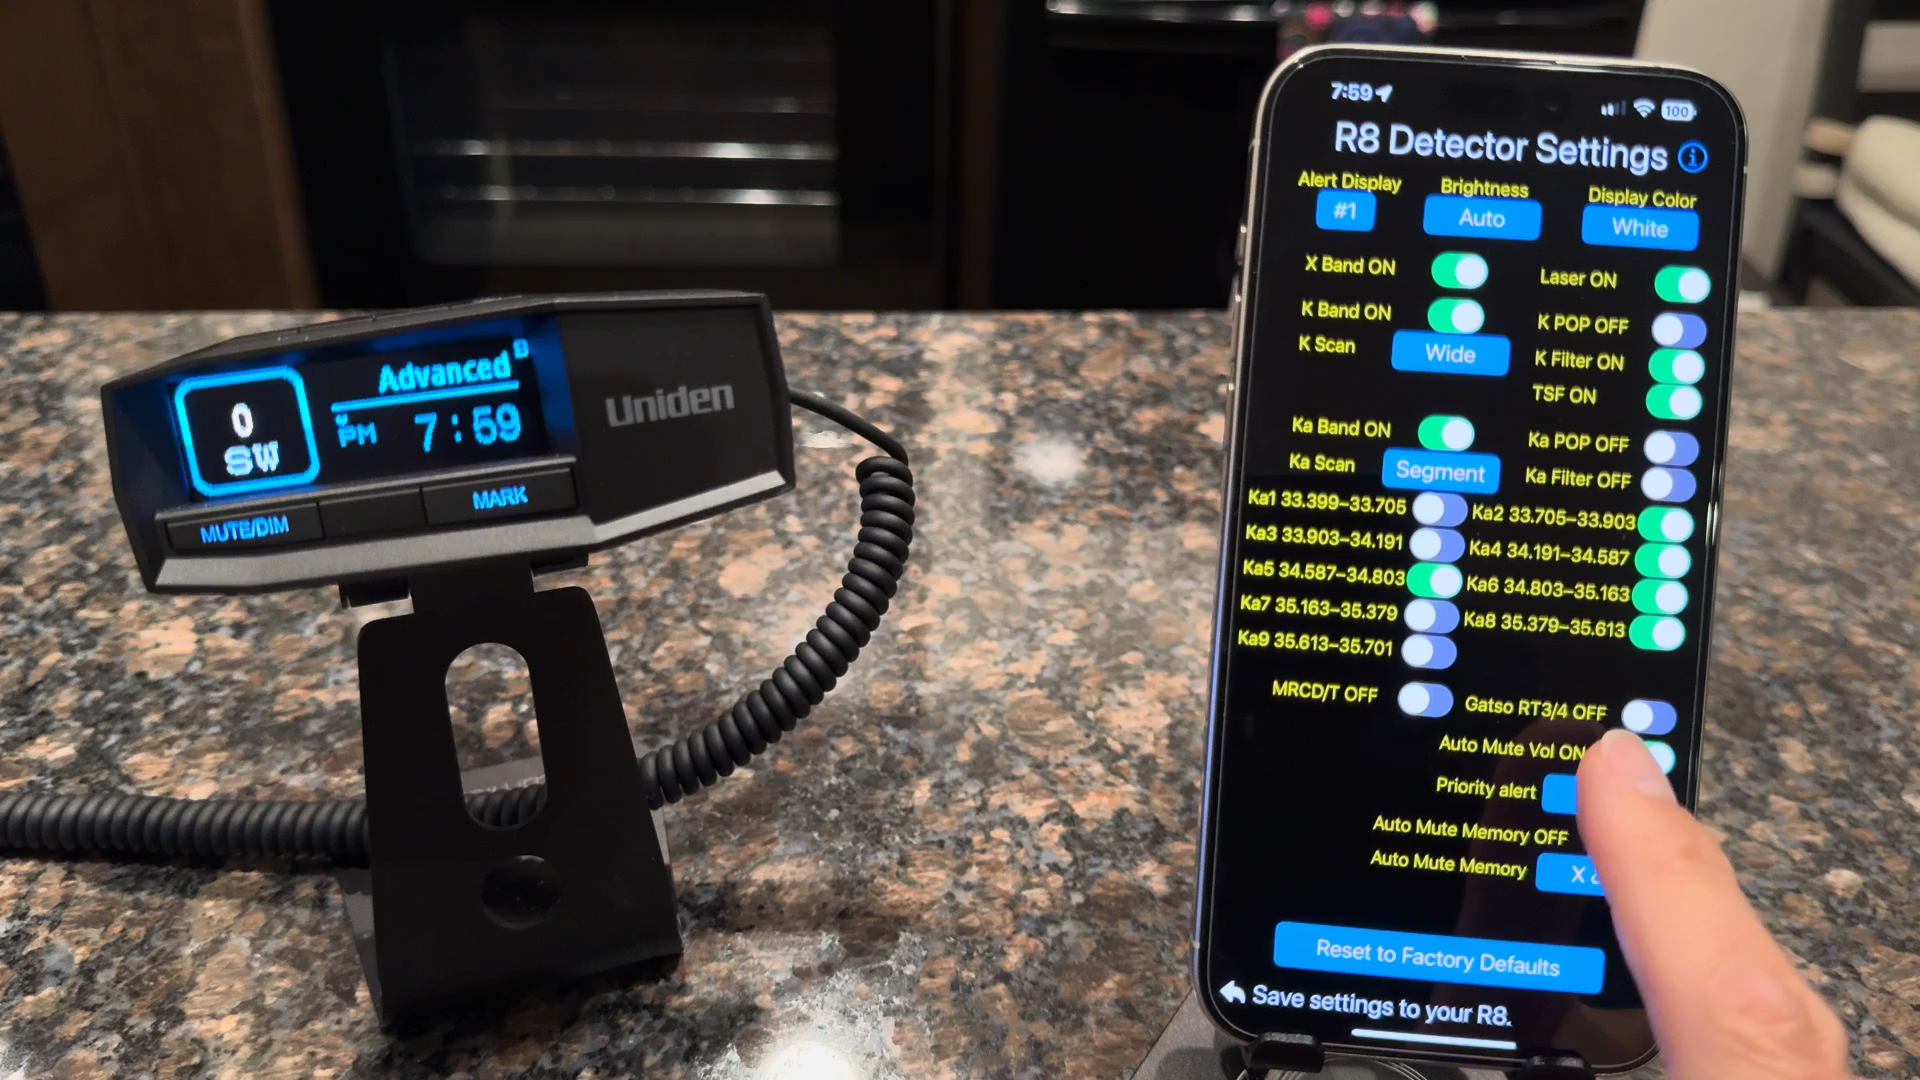 Advanced B
0
SW
PM 7:59
MUTE/DIM
MARK
Uniden
7:59
100
R8 Detector Settings
Alert Display Brightness Display Color
#1 Auto White
X Band ON Laser ON
K Band ON K POP OFF
K Scan Wide K Filter ON
TSF ON
Ka Band ON Ka POP OFF
Ka Scan Segment Ka Filter OFF
Ka1 33.399–33.705 Ka2 33.705–33.903
Ka3 33.903–34.191 Ka4 34.191–34.587
Ka5 34.587–34.803 Ka6 34.803–35.163
Ka7 35.163–35.379 Ka8 35.379–35.613
Ka9 35.613–35.701
MRCD/T OFF Gatso RT3/4 OFF
Auto Mute Vol ON
Priority alert
Auto Mute Memory OFF
Auto Mute Memory X
Reset to Factory Defaults
Save settings to your R8.